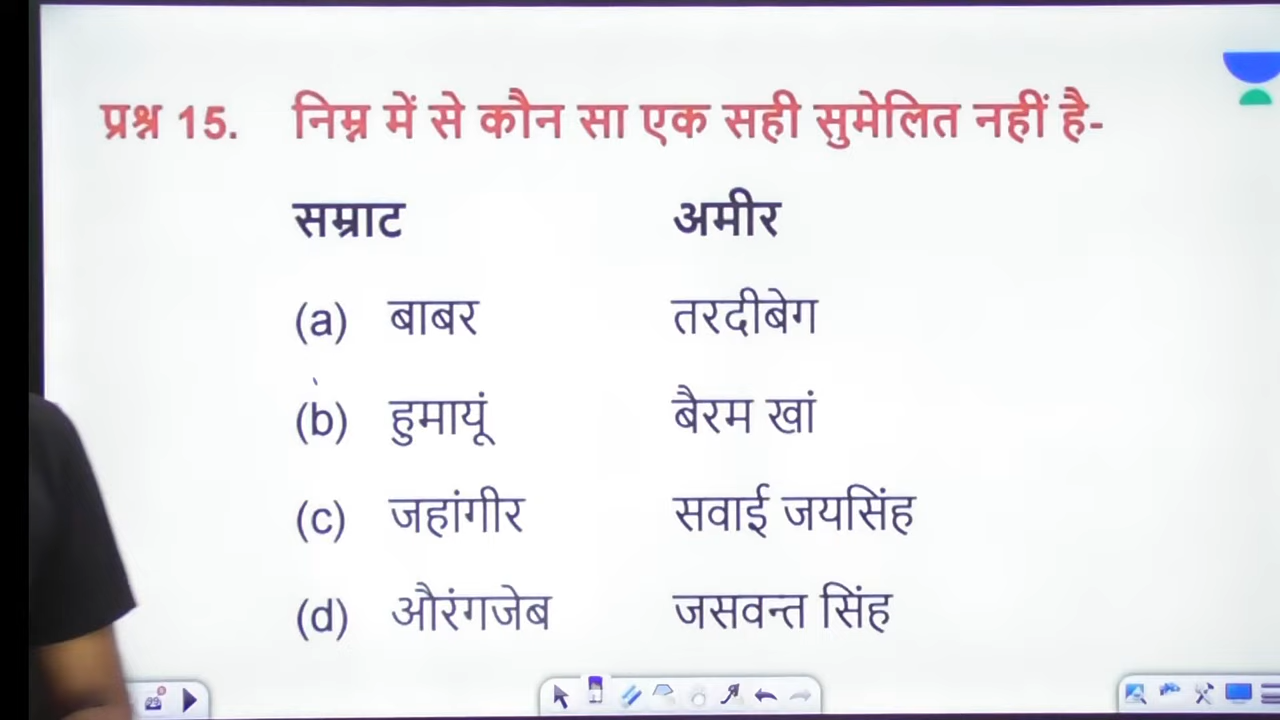 प्रश्न 15. निम्न में से कौन सा एक सही सुमेलित नहीं है-
सम्राट अमीर
(a) बाबर तरदीबेग
(b) हुमायूं बैरम खां
(c) जहांगीर सवाई जयसिंह
(d) औरंगजेब जसवन्त सिंह